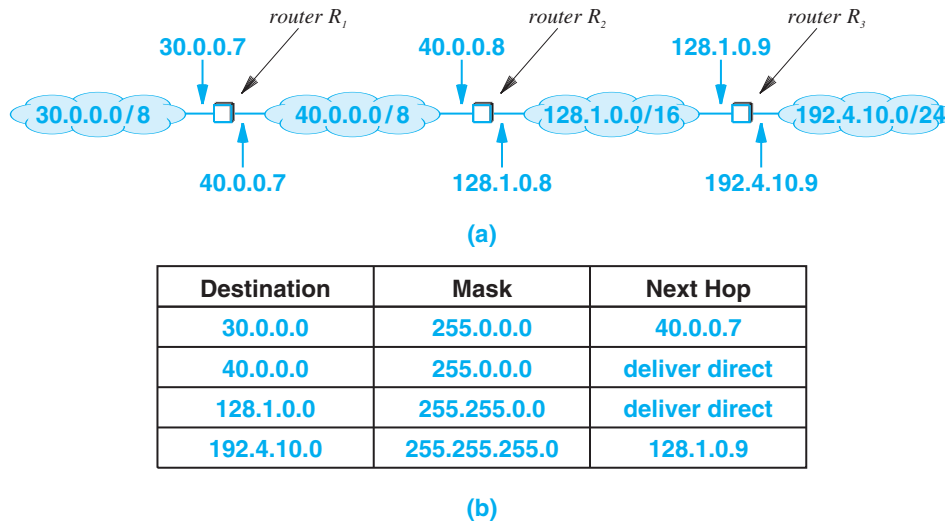 router R1 router R2 router R3
30.0.0.7 40.0.0.8 128.1.0.9
30.0.0.0/8 40.0.0.0/8 128.1.0.0/16 192.4.10.0/24
40.0.0.7 128.1.0.8 192.4.10.9
(a)
Destination Mask Next Hop
30.0.0.0 255.0.0.0 40.0.0.7
40.0.0.0 255.0.0.0 deliver direct
128.1.0.0 255.255.0.0 deliver direct
192.4.10.0 255.255.255.0 128.1.0.9
(b)